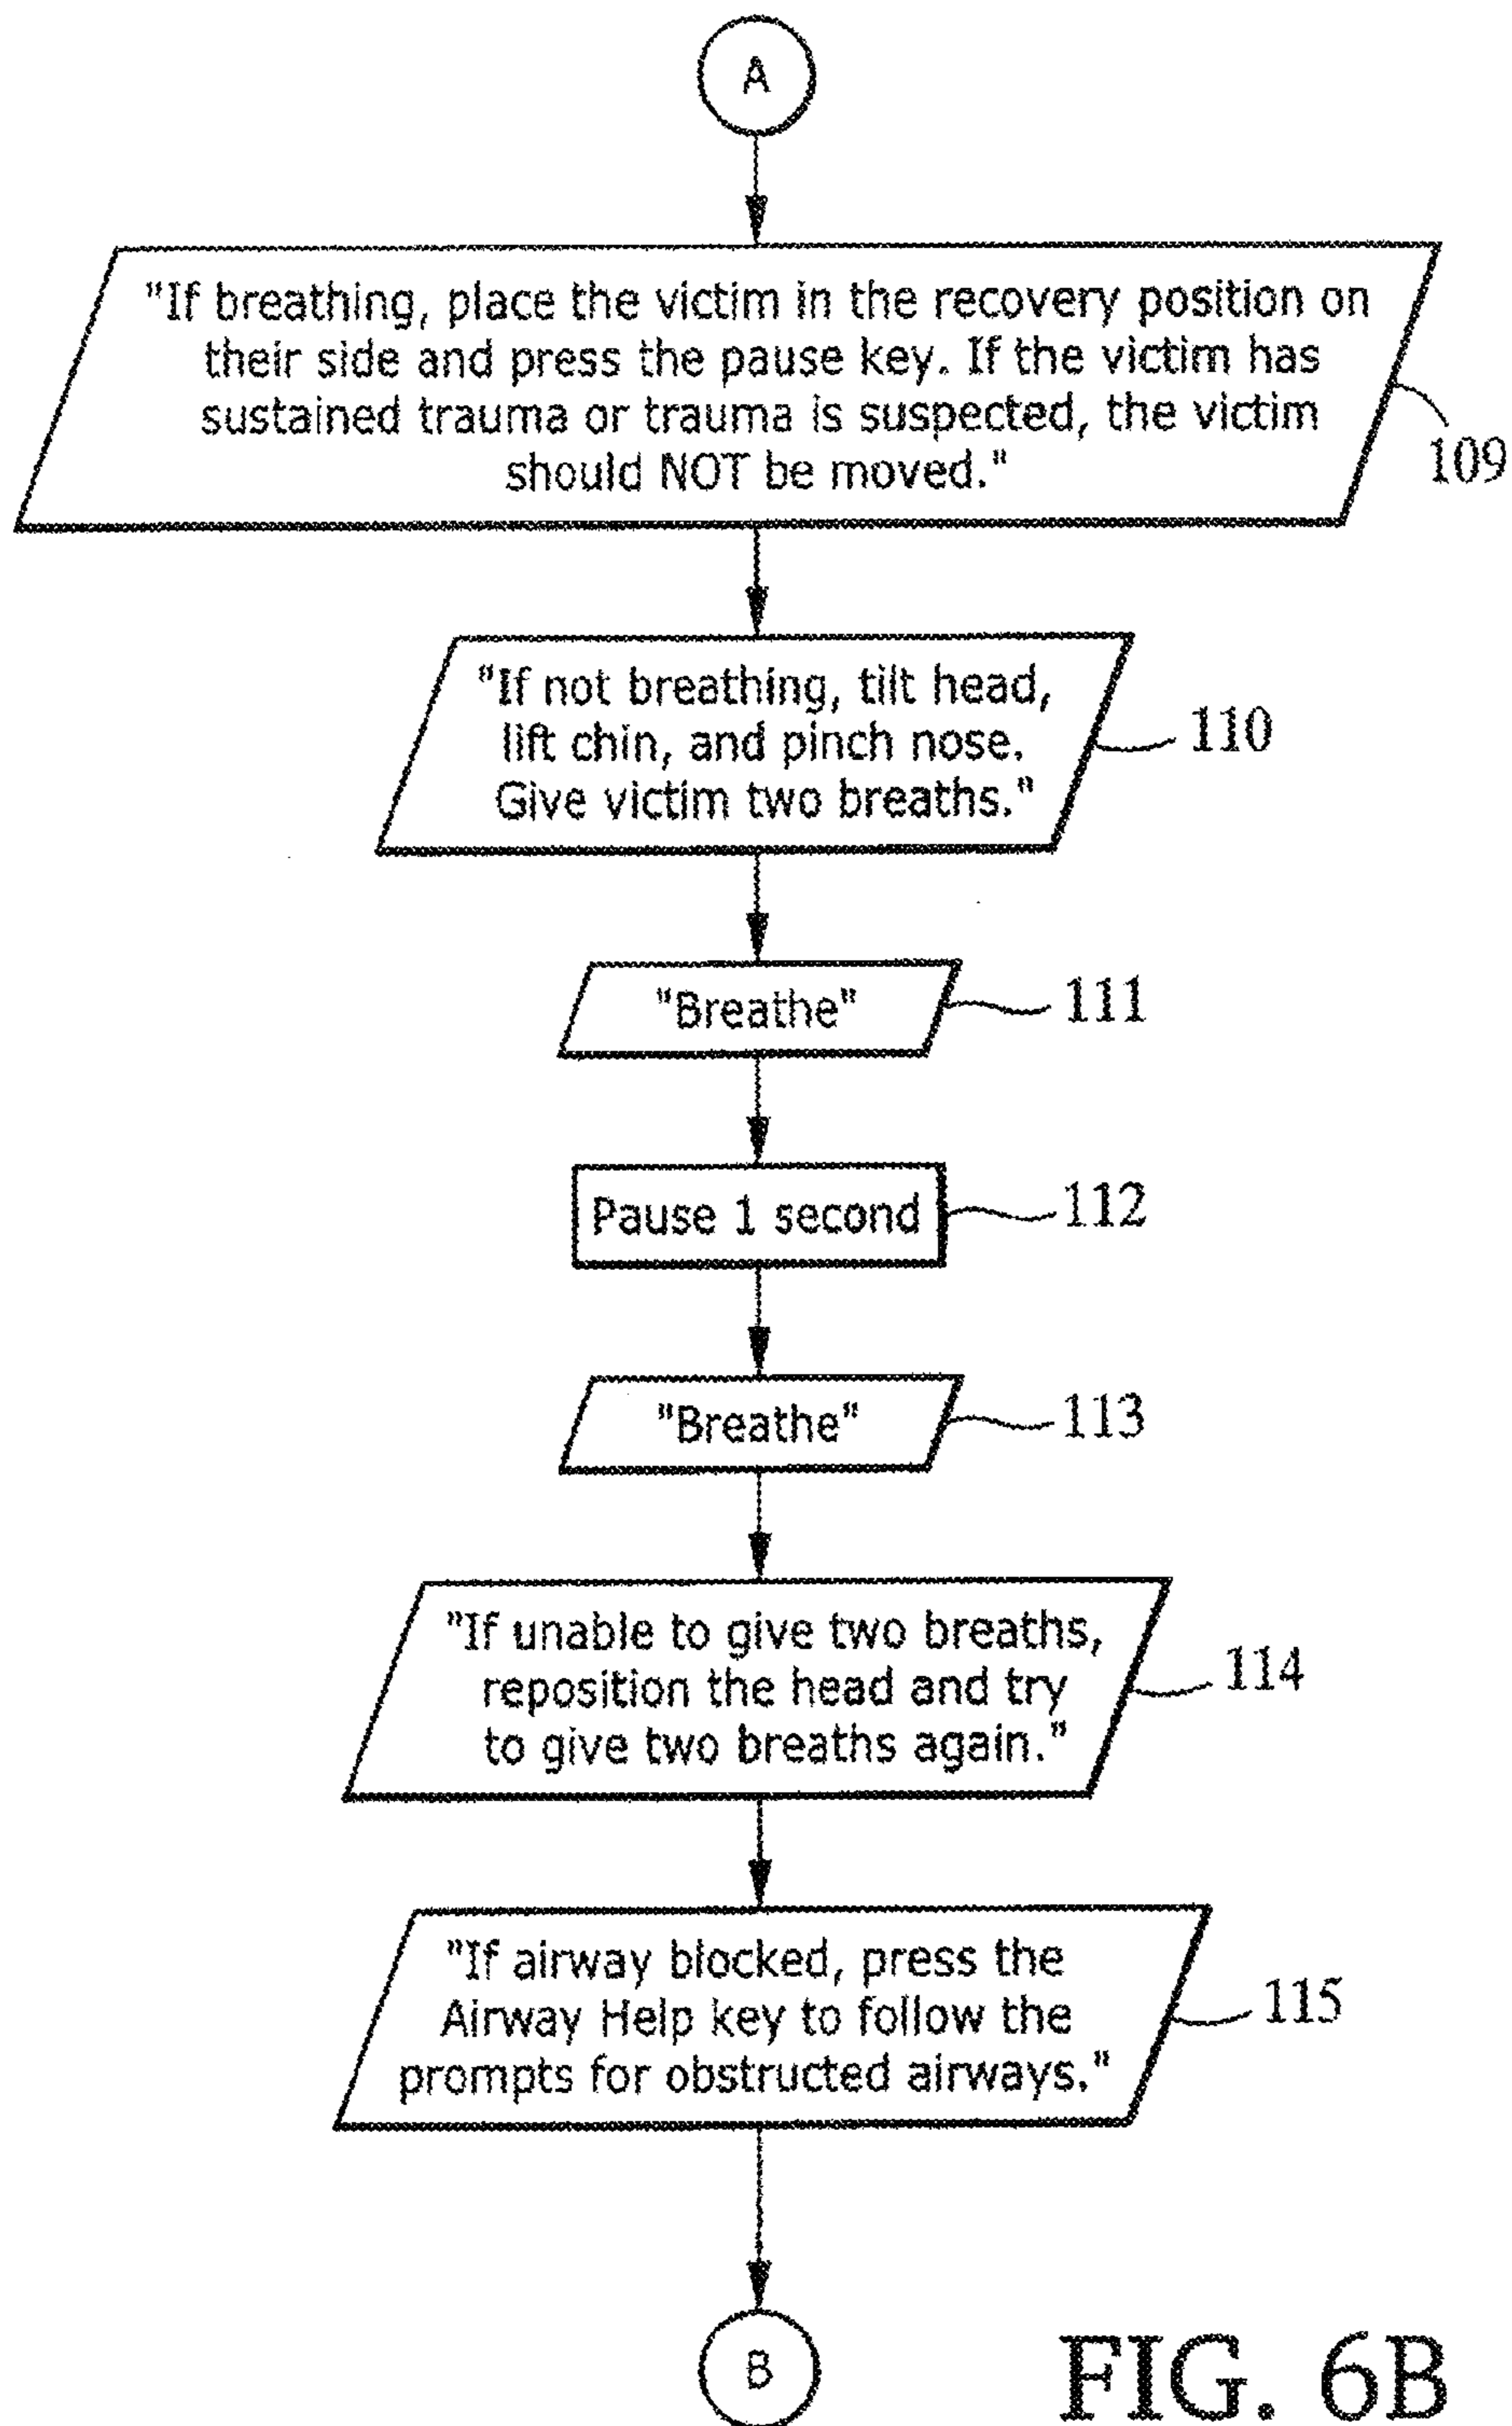 A
"If breathing, place the victim in the recovery position on
their side and press the pause key. If the victim has
sustained trauma or trauma is suspected, the victim
should NOT be moved."
109
"If not breathing, tilt head,
lift chin, and pinch nose.
Give victim two breaths."
110
"Breathe"
111
Pause 1 second
112
"Breathe"
113
"If unable to give two breaths,
reposition the head and try
to give two breaths again."
114
"If airway blocked, press the
Airway Help key to follow the
prompts for obstructed airways."
115
B
FIG. 6B